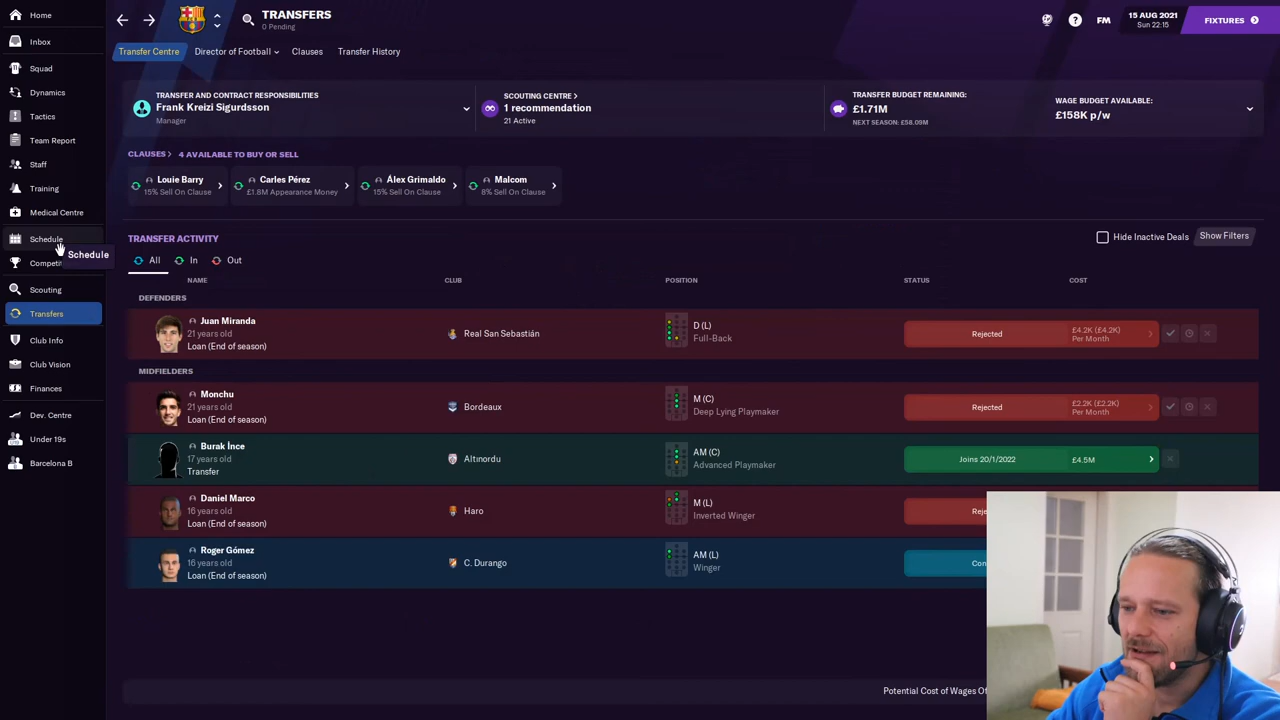 Home
Inbox
Squad
Dynamics
Tactics
Team Report
Staff
Training
Medical Centre
Schedule
Schedule
Scouting
Transfers
Club Info
Club Vision
Finances
Dev. Centre
Under 19s
Barcelona B
TRANSFERS
0 Pending
FM
15 AUG 2021
Sun 22:15
FIXTURES
Transfer Centre
Director of Football
Clauses
Transfer History
TRANSFER AND CONTRACT RESPONSIBILITIES
Frank Kreizi Sigurdsson
Manager
SCOUTING CENTRE >
1 recommendation
21 Active
TRANSFER BUDGET REMAINING:
£1.71M
NEXT SEASON: £58.09M
WAGE BUDGET AVAILABLE:
£158K p/w
CLAUSES > 4 AVAILABLE TO BUY OR SELL
Louie Barry
15% Sell On Clause
Carles Pérez
£1.8M Appearance Money
Álex Grimaldo
15% Sell On Clause
Malcom
8% Sell On Clause
TRANSFER ACTIVITY
Hide Inactive Deals
Show Filters
All
In
Out
NAME CLUB POSITION STATUS COST
DEFENDERS
Juan Miranda
21 years old
Loan (End of season)
Real San Sebastián
D (L)
Full-Back
Rejected
£4.2K (£4.2K)
Per Month
MIDFIELDERS
Monchu
21 years old
Loan (End of season)
Bordeaux
M (C)
Deep Lying Playmaker
Rejected
£2.2K (£2.2K)
Per Month
Burak İnce
17 years old
Transfer
Altınordu
AM (C)
Advanced Playmaker
Joins 20/1/2022
£4.5M
Daniel Marco
16 years old
Loan (End of season)
Haro
M (L)
Inverted Winger
Roger Gómez
16 years old
Loan (End of season)
C. Durango
AM (L)
Winger
Potential Cost of Wages